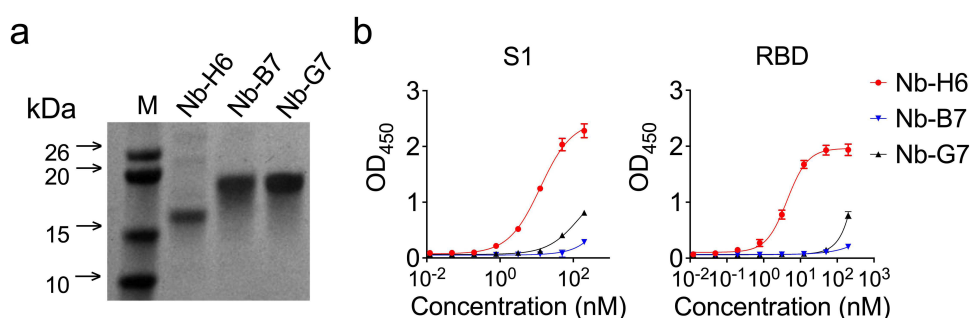 a
kDa
M
Nb-H6
Nb-B7
Nb-G7
26
20
15
10
b
S1
OD450
3
2
1
0
10-2
100
102
Concentration (nM)
RBD
OD450
3
2
1
0
10-2
10-1
100
101
102
103
Concentration (nM)
Nb-H6
Nb-B7
Nb-G7